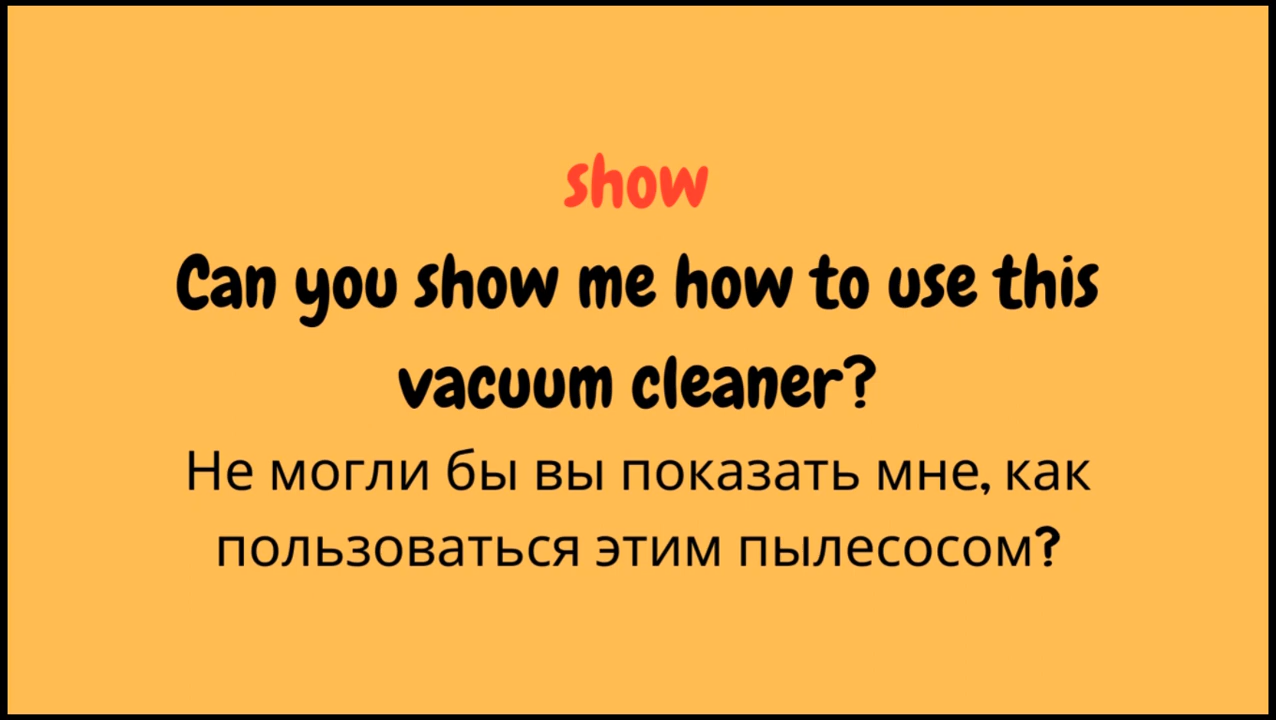 show
Can you show me how to use this
vacuum cleaner?
Не могли бы вы показать мне, как
пользоваться этим пылесосом?